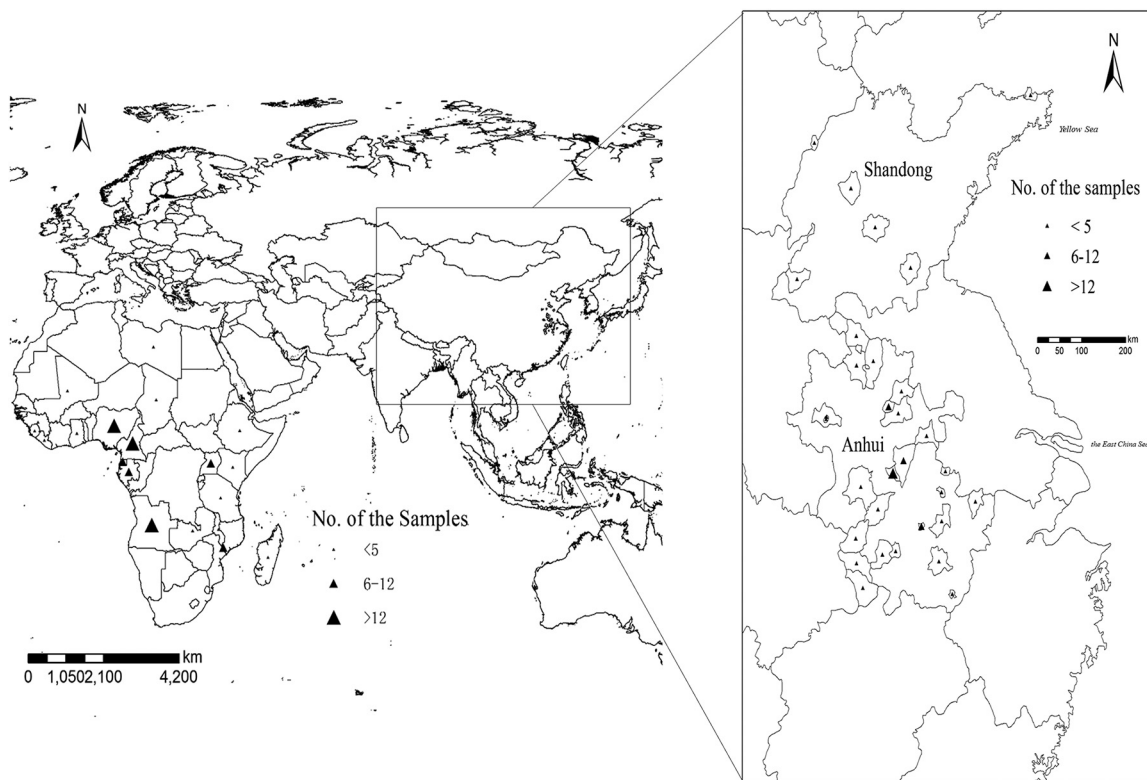 N
No. of the Samples
<5
6-12
>12
km
0 1,0502,100 4,200
N
Yellow Sea
Shandong
No. of the samples
< 5
6-12
>12
km
0 50 100 200
the East China Sea
Anhui